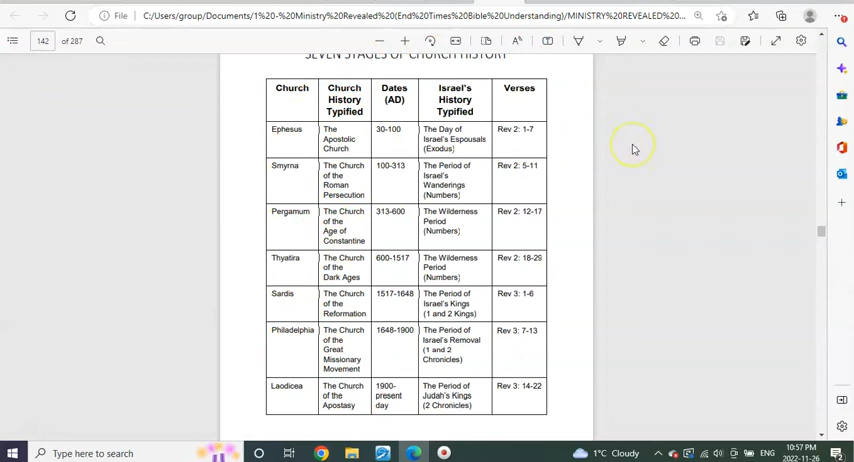 File
C:/Users/group/Documents/1%20-%20Ministry%20Revealed%20(End%20Times%20Bible%20Understanding)/MINISTRY%20REVEALED%20...
142 of 287
SEVEN STAGES OF CHURCH HISTORY
Church Church Dates Israel's Verses
History (AD) History
Typified Typified
Ephesus The 30-100 The Day of Rev 2: 1-7
Apostolic Israel's Espousals
Church (Exodus)
Smyrna The Church 100-313 The Period of Rev 2: 5-11
of the Israel's
Roman Wanderings
Persecution (Numbers)
Pergamum The Church 313-600 The Wilderness Rev 2: 12-17
of the Period
Age of (Numbers)
Constantine
Thyatira The Church 600-1517 The Wilderness Rev 2: 18-29
of the Period
Dark Ages (Numbers)
Sardis The Church 1517-1648 The Period of Rev 3: 1-6
of the Israel's Kings
Reformation (1 and 2 Kings)
Philadelphia The Church 1648-1900 The Period of Rev 3: 7-13
of the Israel's Removal
Great (1 and 2
Missionary Chronicles)
Movement
Laodicea The Church 1900- The Period of Rev 3: 14-22
of the present Judah's Kings
Apostasy day (2 Chronicles)
Type here to search
1°C Cloudy
ENG
10:57 PM
2022-11-26
2